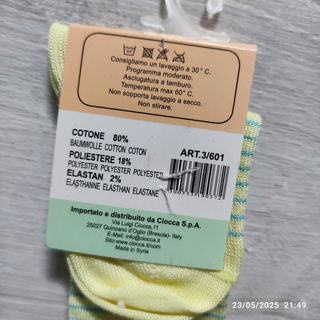 Consigliamo un lavaggio a 30° C.
Programma moderato.
Asciugatura a tamburo.
Temperatura max 60° C.
Non sopporta lavaggio a secco.
Non stirare.
COTONE 80%
BAUMWOLLE COTTON COTON
POLIESTERE 18%
POLYESTER POLYESTER POLYESTER
ELASTAN 2%
ELASTHANNE ELASTHAN ELASTANE
ART.3/601
Importato e distribuito da Ciocca S.p.A.
Via Luigi Ciocca, 11
25027 Quinzano d'Oglio (Brescia)- Italy
E-mail:info@ciocca.it
Site:www.ciocca.it/com
Made in Syria
23/05/2025 21:49